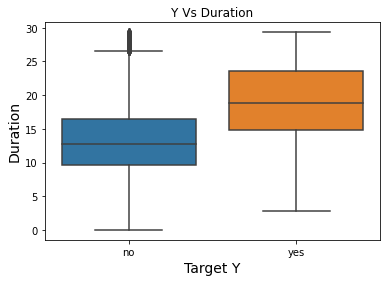 Y Vs Duration
Duration
30
25
20
15
10
5
0
no yes
Target Y